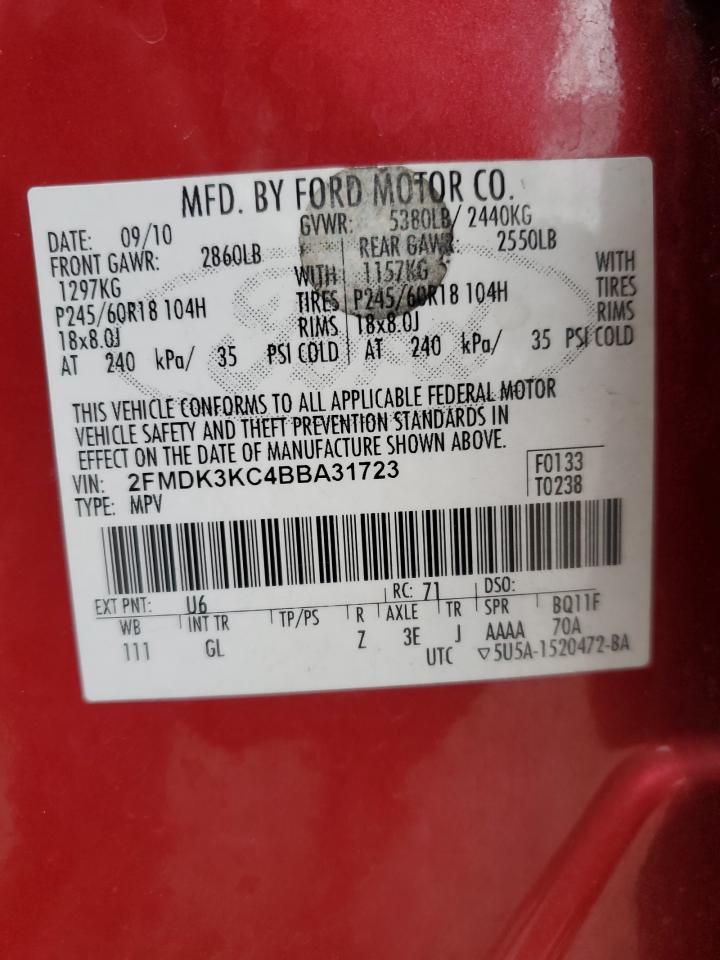 MFD. BY FORD MOTOR CO.
DATE: 09/10 GVWR: 5380LB/ 2440KG
FRONT GAWR: 2860LB REAR GAWR: 2550LB
1297KG WITH 1157KG WITH
P245/60R18 104H TIRES P245/60R18 104H TIRES
18x8.0J RIMS 18x8.0J RIMS
AT 240 kPa/ 35 PSI COLD AT 240 kPa/ 35 PSI COLD
THIS VEHICLE CONFORMS TO ALL APPLICABLE FEDERAL MOTOR
VEHICLE SAFETY AND THEFT PREVENTION STANDARDS IN
EFFECT ON THE DATE OF MANUFACTURE SHOWN ABOVE.
VIN: 2FMDK3KC4BBA31723 F0133
TYPE: MPV T0238
EXT PNT: U6 RC: 71 DSO:
WB INT TR TP/PS R AXLE TR SPR BQ11F
111 GL Z 3E J AAAA 70A
UTC ▽5U5A-1520472-BA